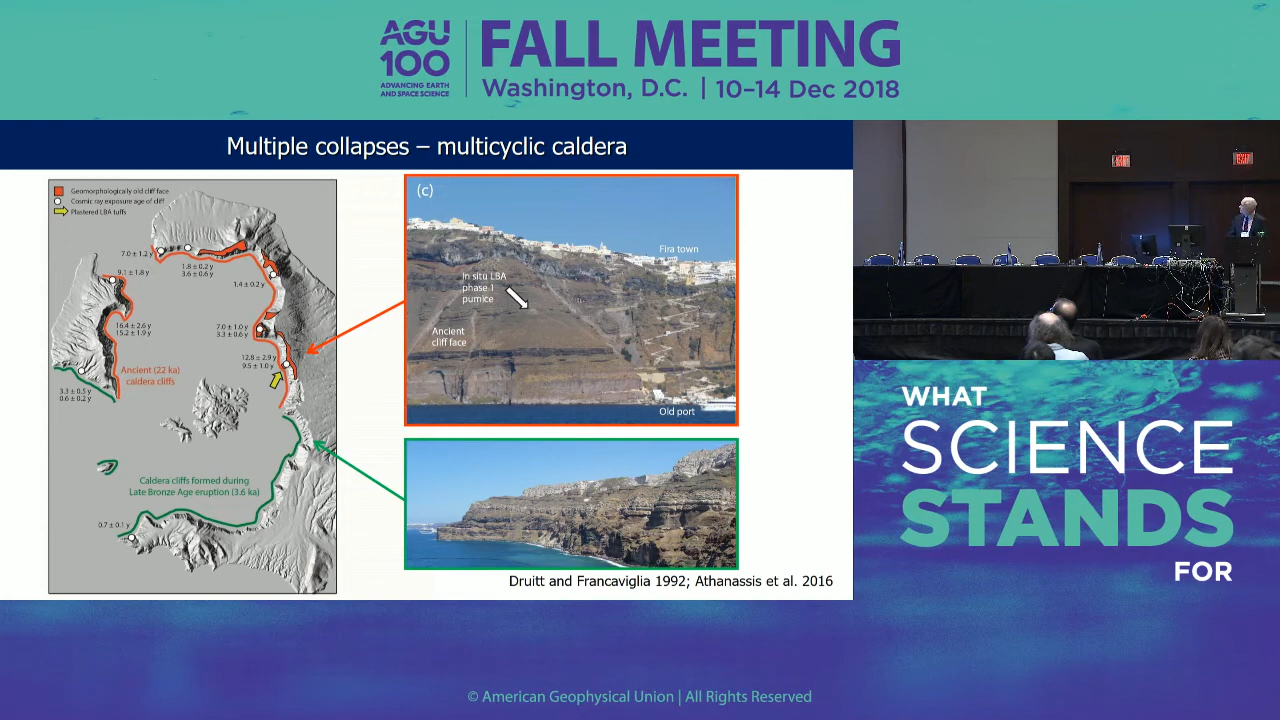 AGU
100
ADVANCING EARTH
AND SPACE SCIENCE
FALL MEETING
Washington, D.C. | 10–14 Dec 2018
Multiple collapses – multicyclic caldera
Geomorphologically old cliff face
Cosmic ray exposure age of cliff
Plastered LBA tuffs
7.0 ± 1.2 y
1.8 ± 0.2 y
3.6 ± 0.6 y
9.1 ± 1.8 y
1.4 ± 0.2 y
16.4 ± 2.6 y
15.2 ± 1.9 y
7.0 ± 1.0 y
3.3 ± 0.6 y
12.8 ± 2.9 y
9.5 ± 1.0 y
Ancient (22 ka)
caldera cliffs
3.3 ± 0.5 y
0.6 ± 0.2 y
Caldera cliffs formed during
Late Bronze Age eruption (3.6 ka)
0.7 ± 0.1 y
(c)
Fira town
In situ LBA
phase 1
pumice
Ancient
cliff face
Old port
Druitt and Francaviglia 1992; Athanassis et al. 2016
EXIT
EXIT
WHAT
SCIENCE
STANDS
FOR
© American Geophysical Union | All Rights Reserved